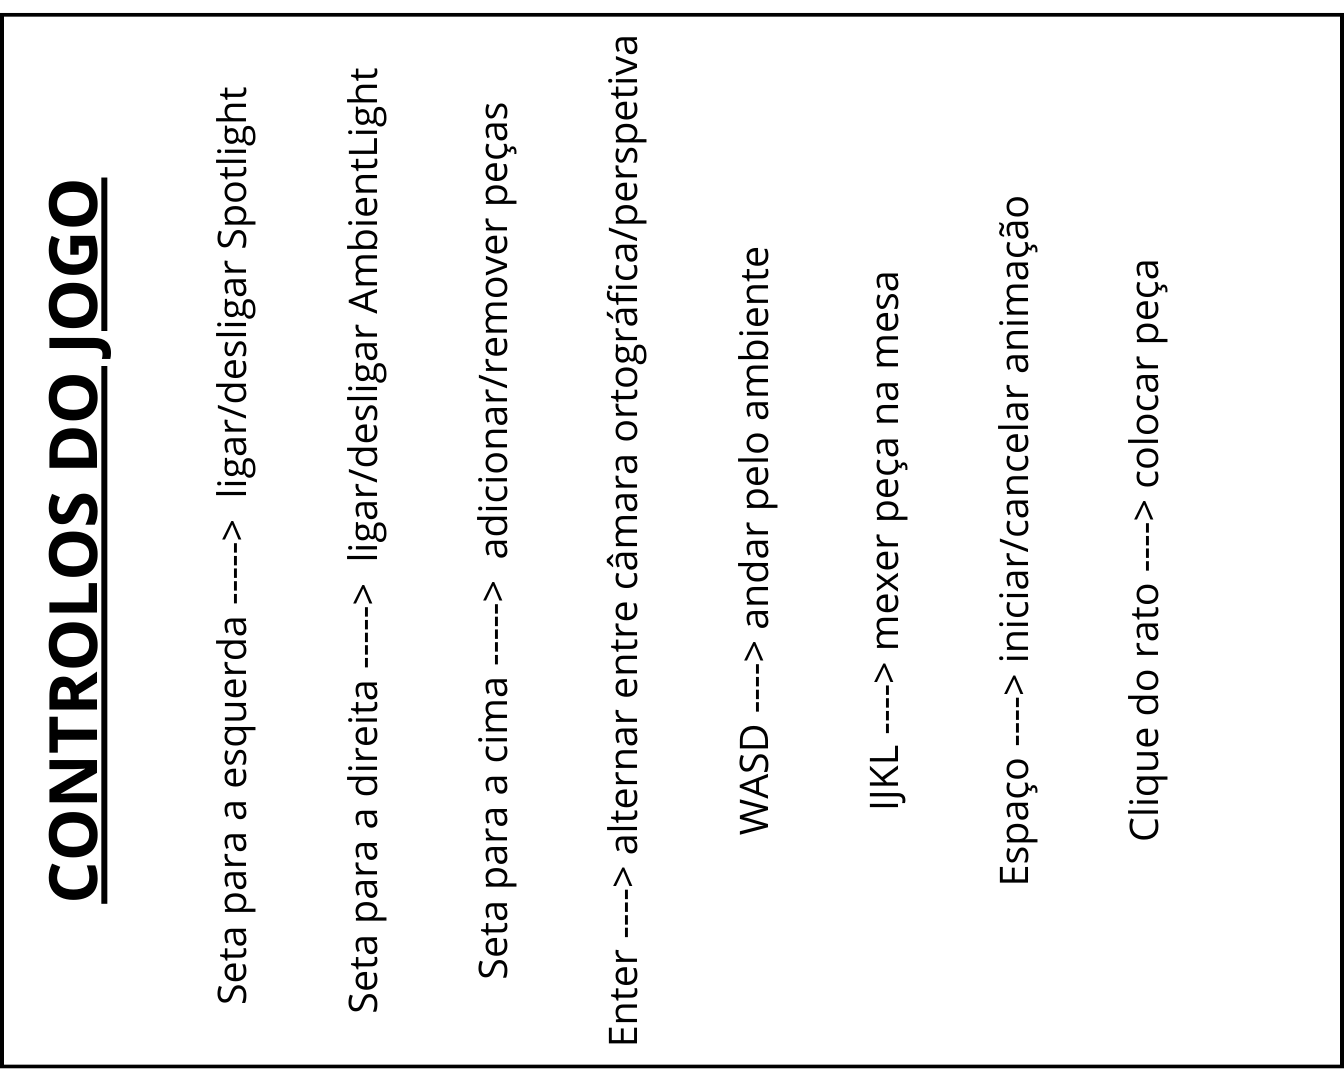 CONTROLOS DO JOGO
Seta para a esquerda ------> ligar/desligar Spotlight
Seta para a direita ------> ligar/desligar AmbientLight
Seta para a cima ------> adicionar/remover peças
Enter -----> alternar entre câmara ortográfica/perspetiva
WASD -----> andar pelo ambiente
IJKL -----> mexer peça na mesa
Espaço -----> iniciar/cancelar animação
Clique do rato -----> colocar peça